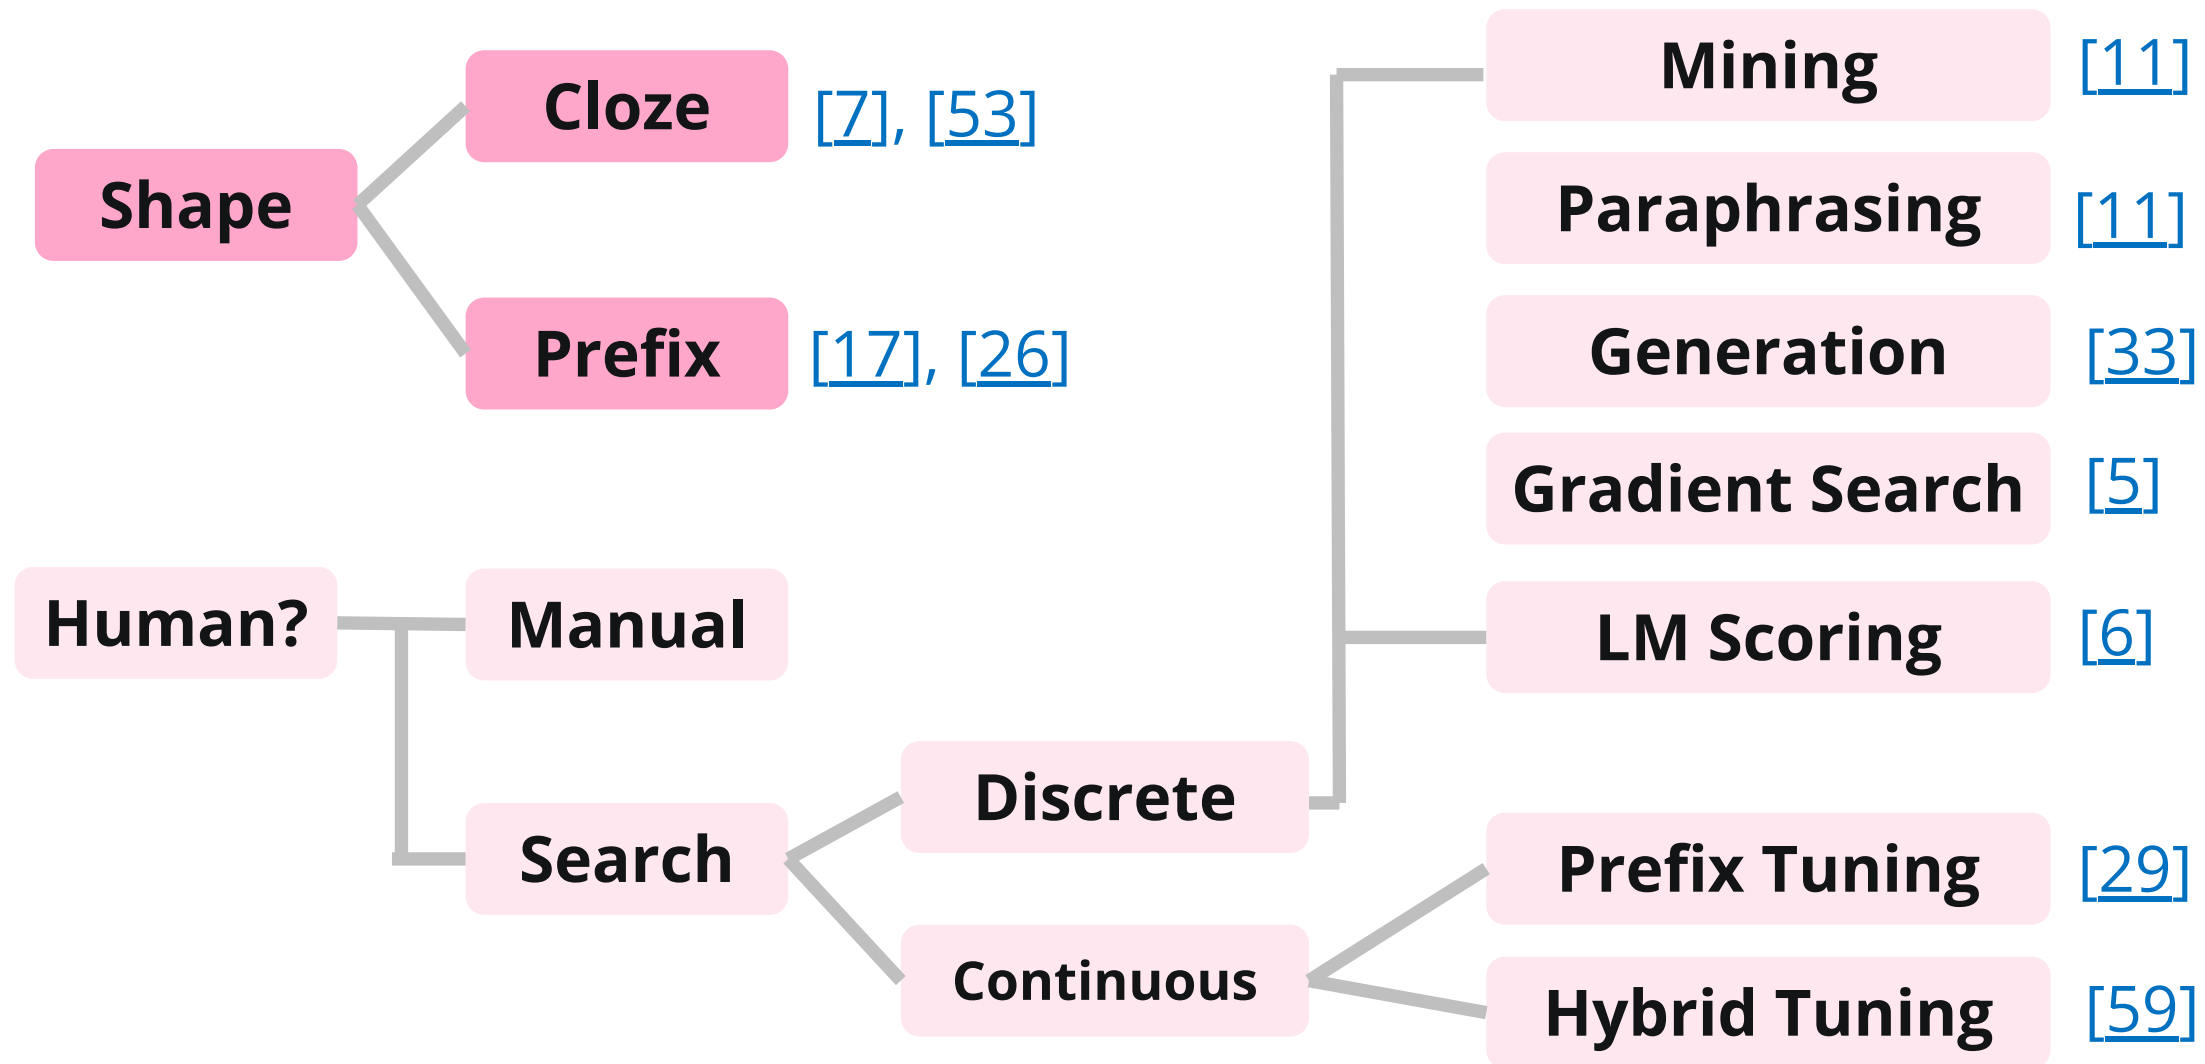 Shape
Cloze [7], [53]
Prefix [17], [26]
Human?
Manual
Search
Discrete
Mining [11]
Paraphrasing [11]
Generation [33]
Gradient Search [5]
LM Scoring [6]
Continuous
Prefix Tuning [29]
Hybrid Tuning [59]